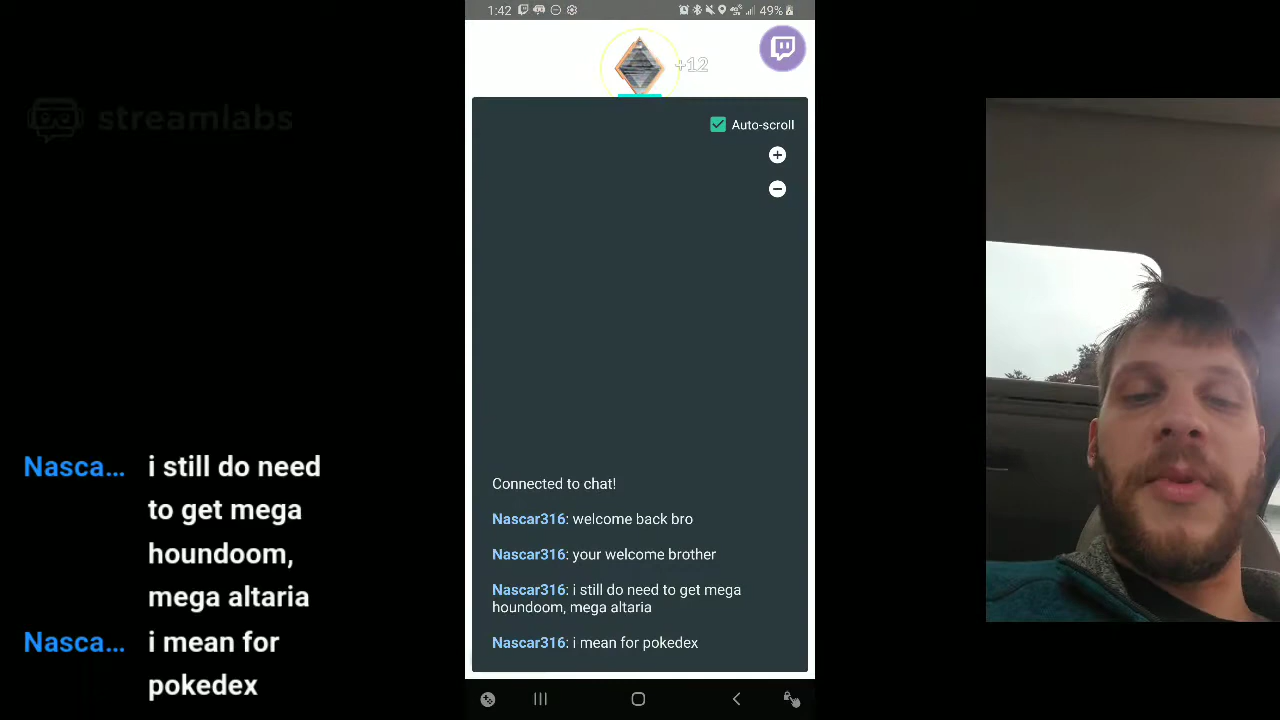 1:42
49%
+12
streamlabs
Auto-scroll
Connected to chat!
Nascar316: welcome back bro
Nascar316: your welcome brother
Nascar316: i still do need to get mega
houndoom, mega altaria
Nascar316: i mean for pokedex
Nasca... i still do need
to get mega
houndoom,
mega altaria
Nasca... i mean for
pokedex